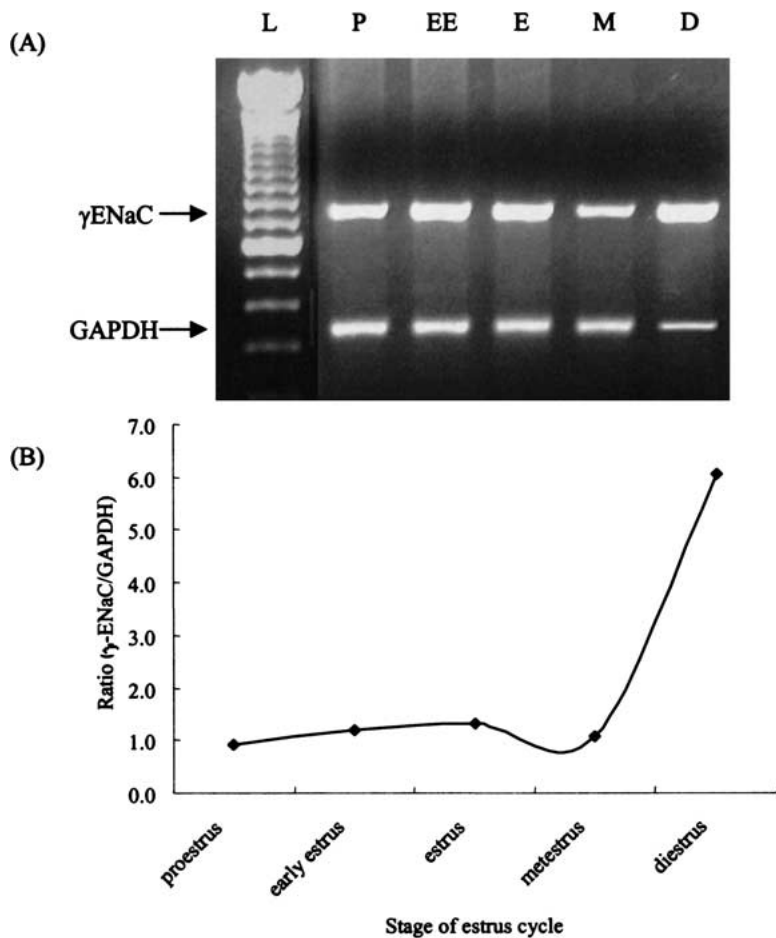 (A)
L P EE E M D
γENaC
GAPDH
(B)
7.0
6.0
5.0
4.0
3.0
2.0
1.0
0.0
Ratio (γ-ENaC/GAPDH)
proestrus
early estrus
estrus
metestrus
diestrus
Stage of estrus cycle